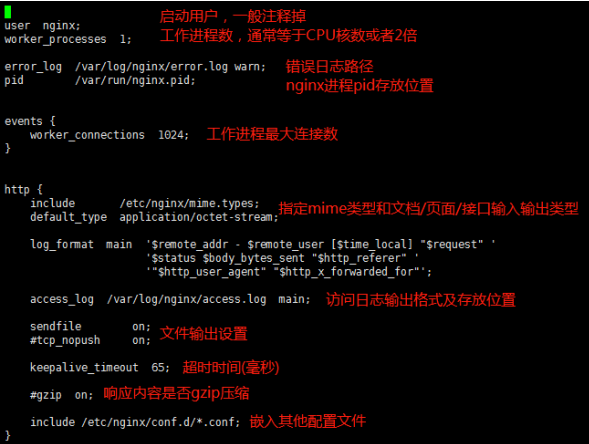 user  nginx; 启动用户，一般注释掉
worker_processes  1; 工作进程数，通常等于CPU核数或者2倍
error_log  /var/log/nginx/error.log warn; 错误日志路径
pid        /var/run/nginx.pid; nginx进程pid存放位置
events {
worker_connections  1024; 工作进程最大连接数
}
http {
include       /etc/nginx/mime.types;
default_type  application/octet-stream; 指定mime类型和文档/页面/接口输入输出类型
log_format  main  '$remote_addr - $remote_user [$time_local] "$request" '
'$status $body_bytes_sent "$http_referer" '
'"$http_user_agent" "$http_x_forwarded_for"';
access_log  /var/log/nginx/access.log  main; 访问日志输出格式及存放位置
sendfile        on; 文件输出设置
#tcp_nopush     on;
keepalive_timeout  65; 超时时间(毫秒)
#gzip  on; 响应内容是否gzip压缩
include /etc/nginx/conf.d/*.conf; 嵌入其他配置文件
}